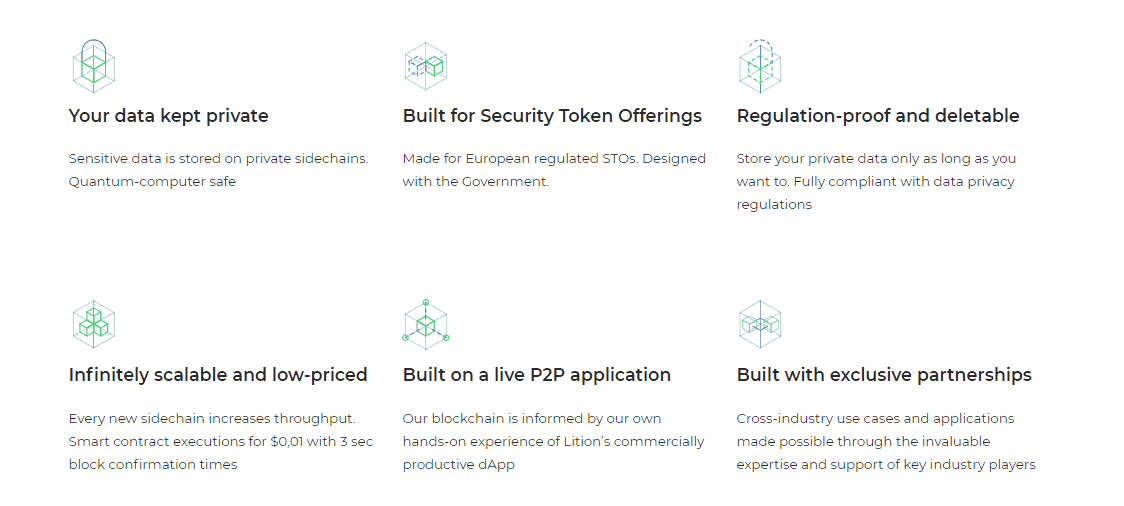 Your data kept private
Sensitive data is stored on private sidechains.
Quantum-computer safe
Built for Security Token Offerings
Made for European regulated STOs. Designed
with the Government.
Regulation-proof and deletable
Store your private data only as long as you
want to. Fully compliant with data privacy
regulations
Infinitely scalable and low-priced
Every new sidechain increases throughput.
Smart contract executions for $0,01 with 3 sec
block confirmation times
Built on a live P2P application
Our blockchain is informed by our own
hands-on experience of Lition's commercially
productive dApp
Built with exclusive partnerships
Cross-industry use cases and applications
made possible through the invaluable
expertise and support of key industry players